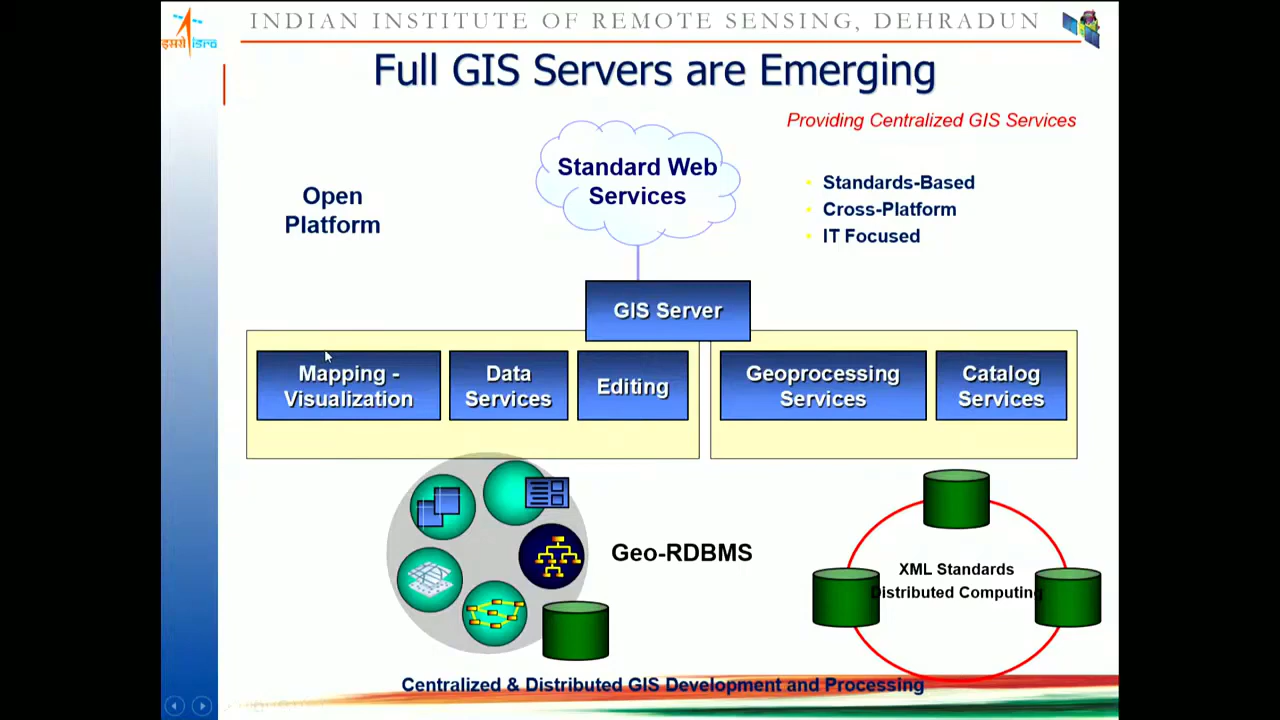 INDIAN INSTITUTE OF REMOTE SENSING, DEHRADUN
इसरो isro
Full GIS Servers are Emerging
Providing Centralized GIS Services
Open
Platform
Standard Web
Services
Standards-Based
Cross-Platform
IT Focused
GIS Server
Mapping -
Visualization
Data
Services
Editing
Geoprocessing
Services
Catalog
Services
Geo-RDBMS
XML Standards
Distributed Computing
Centralized & Distributed GIS Development and Processing